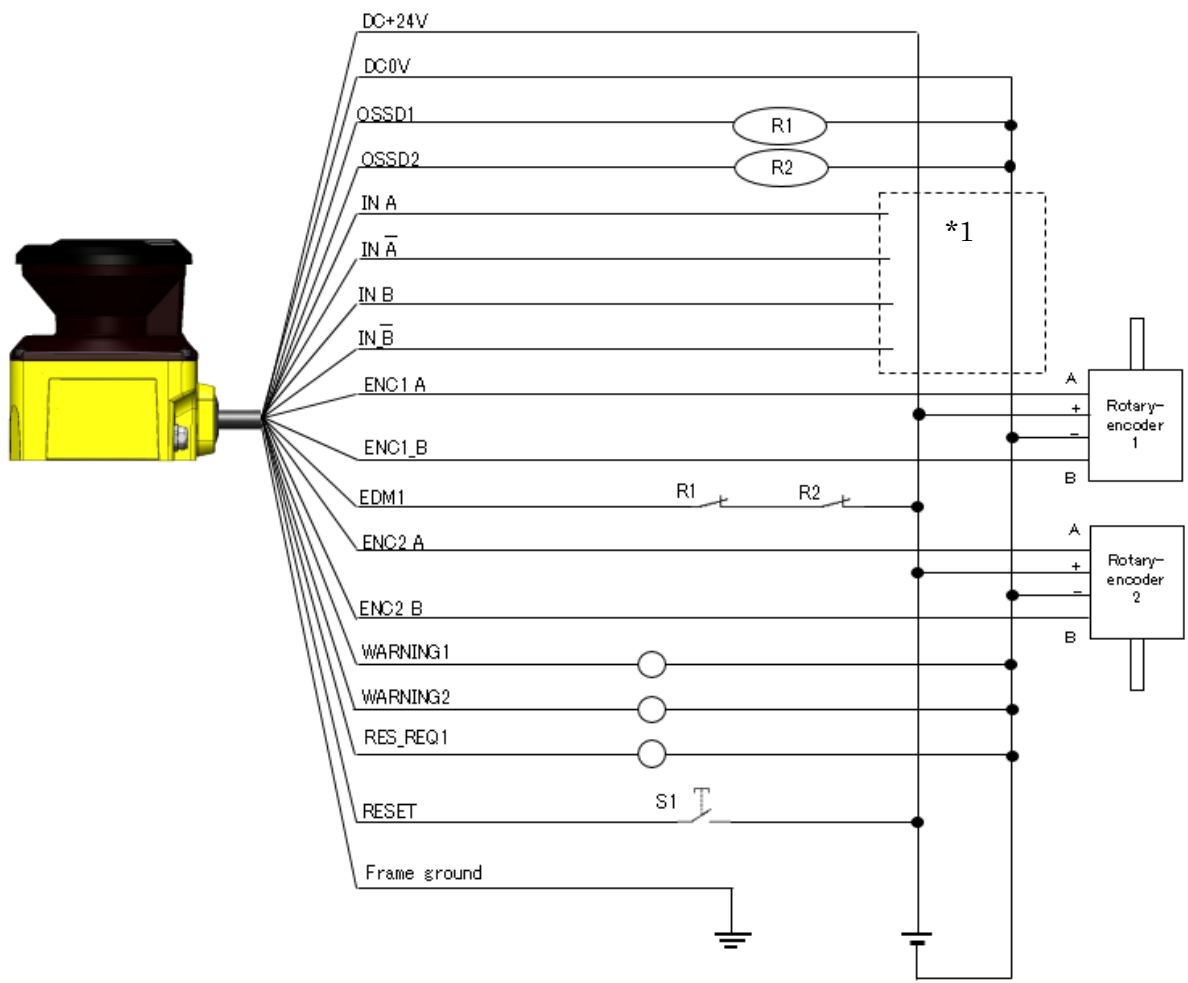 DC+24V
DC0V
OSSD1
R1
OSSD2
R2
IN A
*1
IN A̅
IN B
IN_B̅
ENC1 A
A
+
Rotary-
encoder
1
−
ENC1_B
B
EDM1
R1
R2
ENC2 A
A
+
Rotary-
encoder
2
−
ENC2 B
B
WARNING1
WARNING2
RES_REQ1
RESET
S1
Frame ground